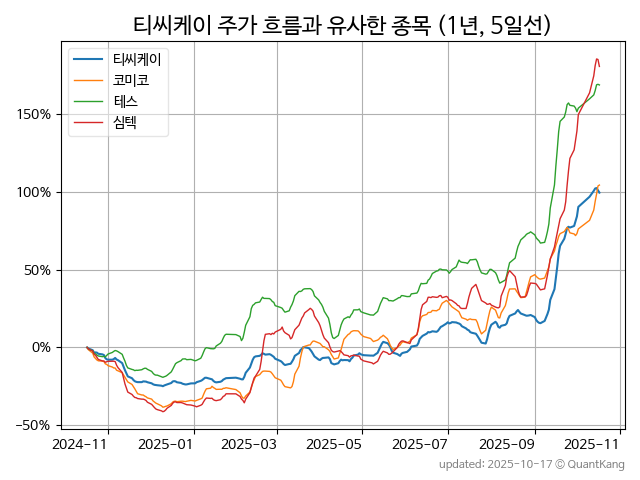 티씨케이 주가 흐름과 유사한 종목 (1년, 5일선)
티씨케이
코미코
테스
심텍
150%
100%
50%
0%
−50%
2024−11
2025−01
2025−03
2025−05
2025−07
2025−09
2025−11
updated: 2025-10-17 © QuantKang